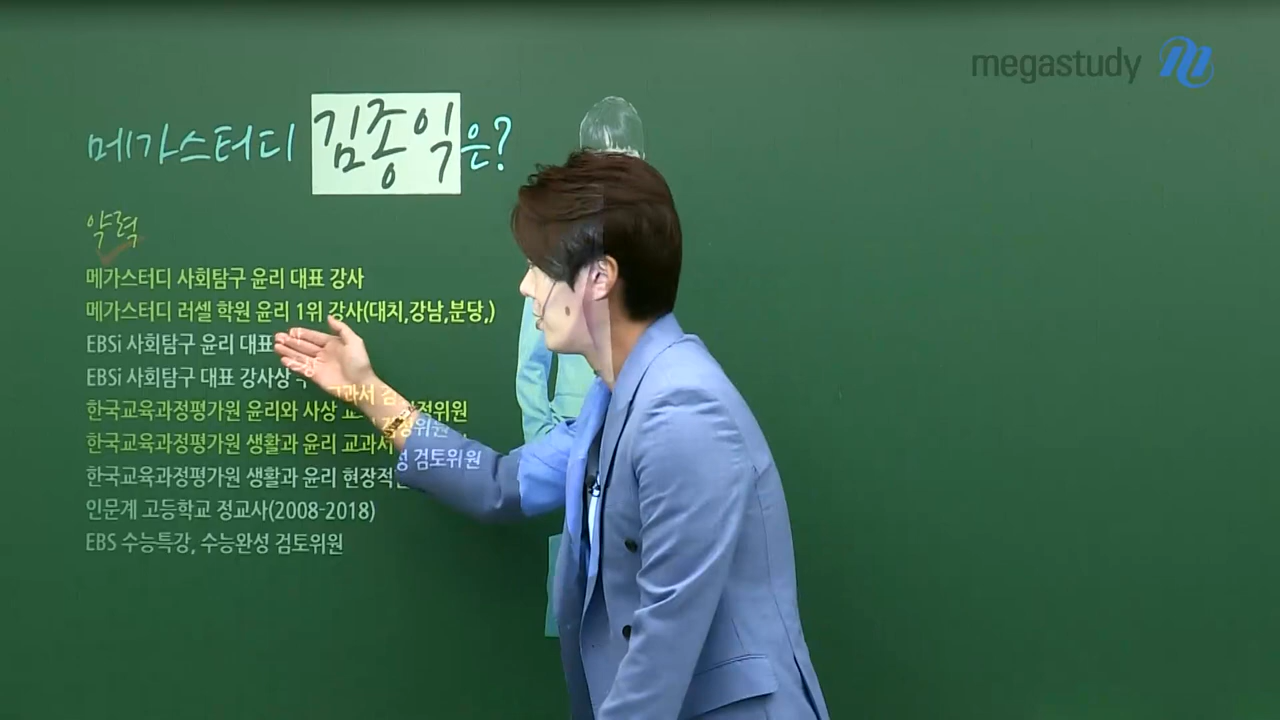 megastudy
메가스터디 김종익은?
약력
메가스터디 사회탐구 윤리 대표 강사
메가스터디 러셀 학원 윤리 1위 강사(대치,강남,분당,)
EBSi 사회탐구 윤리 대표
EBSi 사회탐구 대표 강사상
한국교육과정평가원 윤리와 사상
한국교육과정평가원 생활과 윤리 교과서
한국교육과정평가원 생활과 윤리 현장적
인문계 고등학교 정교사(2008-2018)
EBS 수능특강, 수능완성 검토위원